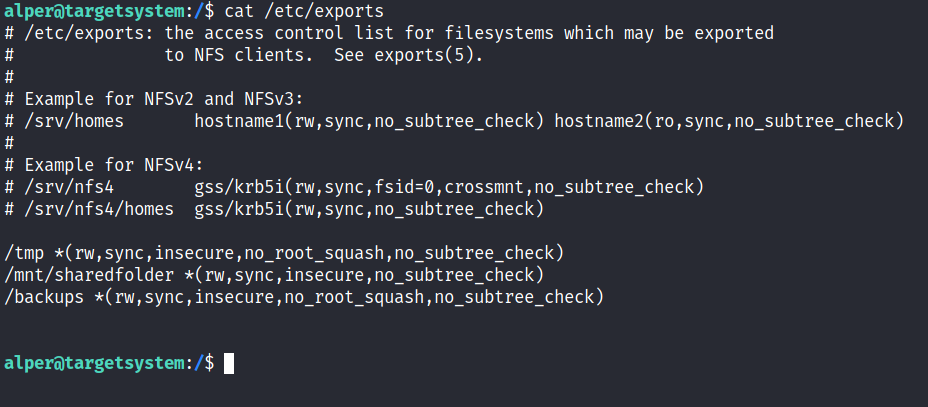 alper@targetsystem:/$ cat /etc/exports
# /etc/exports: the access control list for filesystems which may be exported
#               to NFS clients.  See exports(5).
#
# Example for NFSv2 and NFSv3:
# /srv/homes       hostname1(rw,sync,no_subtree_check) hostname2(ro,sync,no_subtree_check)
#
# Example for NFSv4:
# /srv/nfs4        gss/krb5i(rw,sync,fsid=0,crossmnt,no_subtree_check)
# /srv/nfs4/homes  gss/krb5i(rw,sync,no_subtree_check)

/tmp *(rw,sync,insecure,no_root_squash,no_subtree_check)
/mnt/sharedfolder *(rw,sync,insecure,no_subtree_check)
/backups *(rw,sync,insecure,no_root_squash,no_subtree_check)

alper@targetsystem:/$